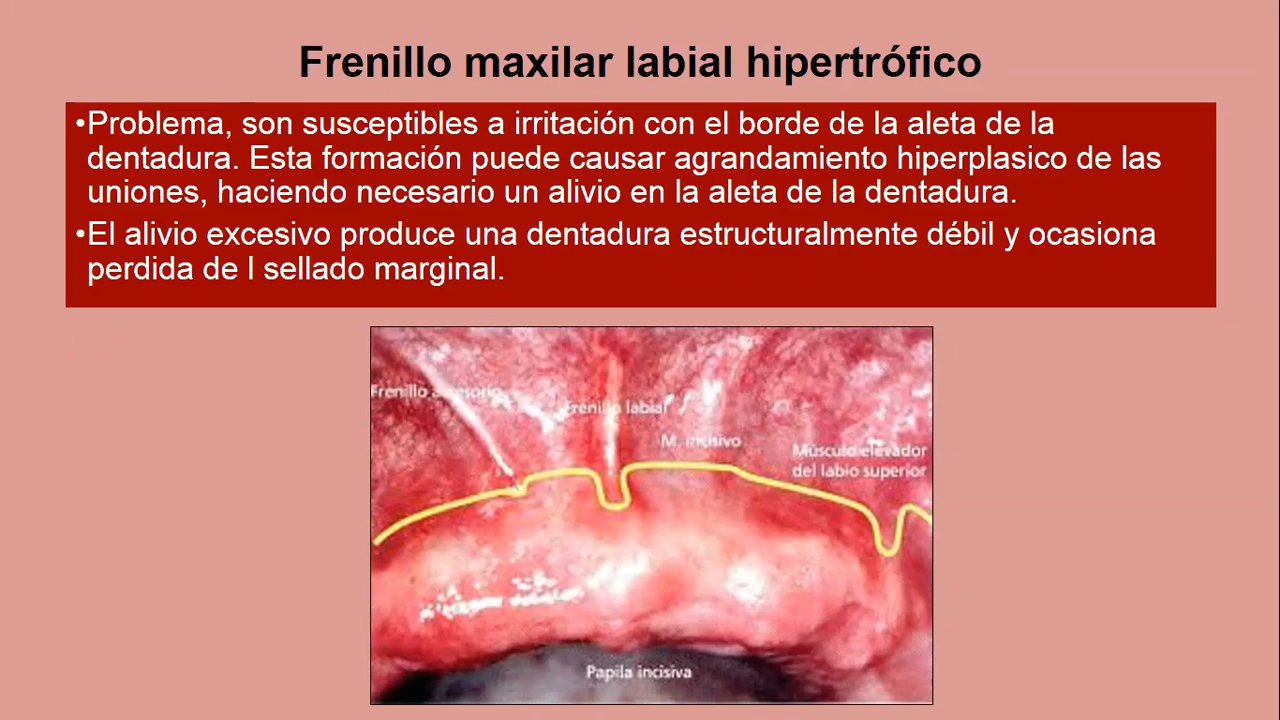 Frenillo maxilar labial hipertrófico
•Problema, son susceptibles a irritación con el borde de la aleta de la
dentadura. Esta formación puede causar agrandamiento hiperplasico de las
uniones, haciendo necesario un alivio en la aleta de la dentadura.
•El alivio excesivo produce una dentadura estructuralmente débil y ocasiona
perdida de l sellado marginal.
Frenillo accesorio
Frenillo labial
M. incisivo
Músculo elevador
del labio superior
Papila incisiva